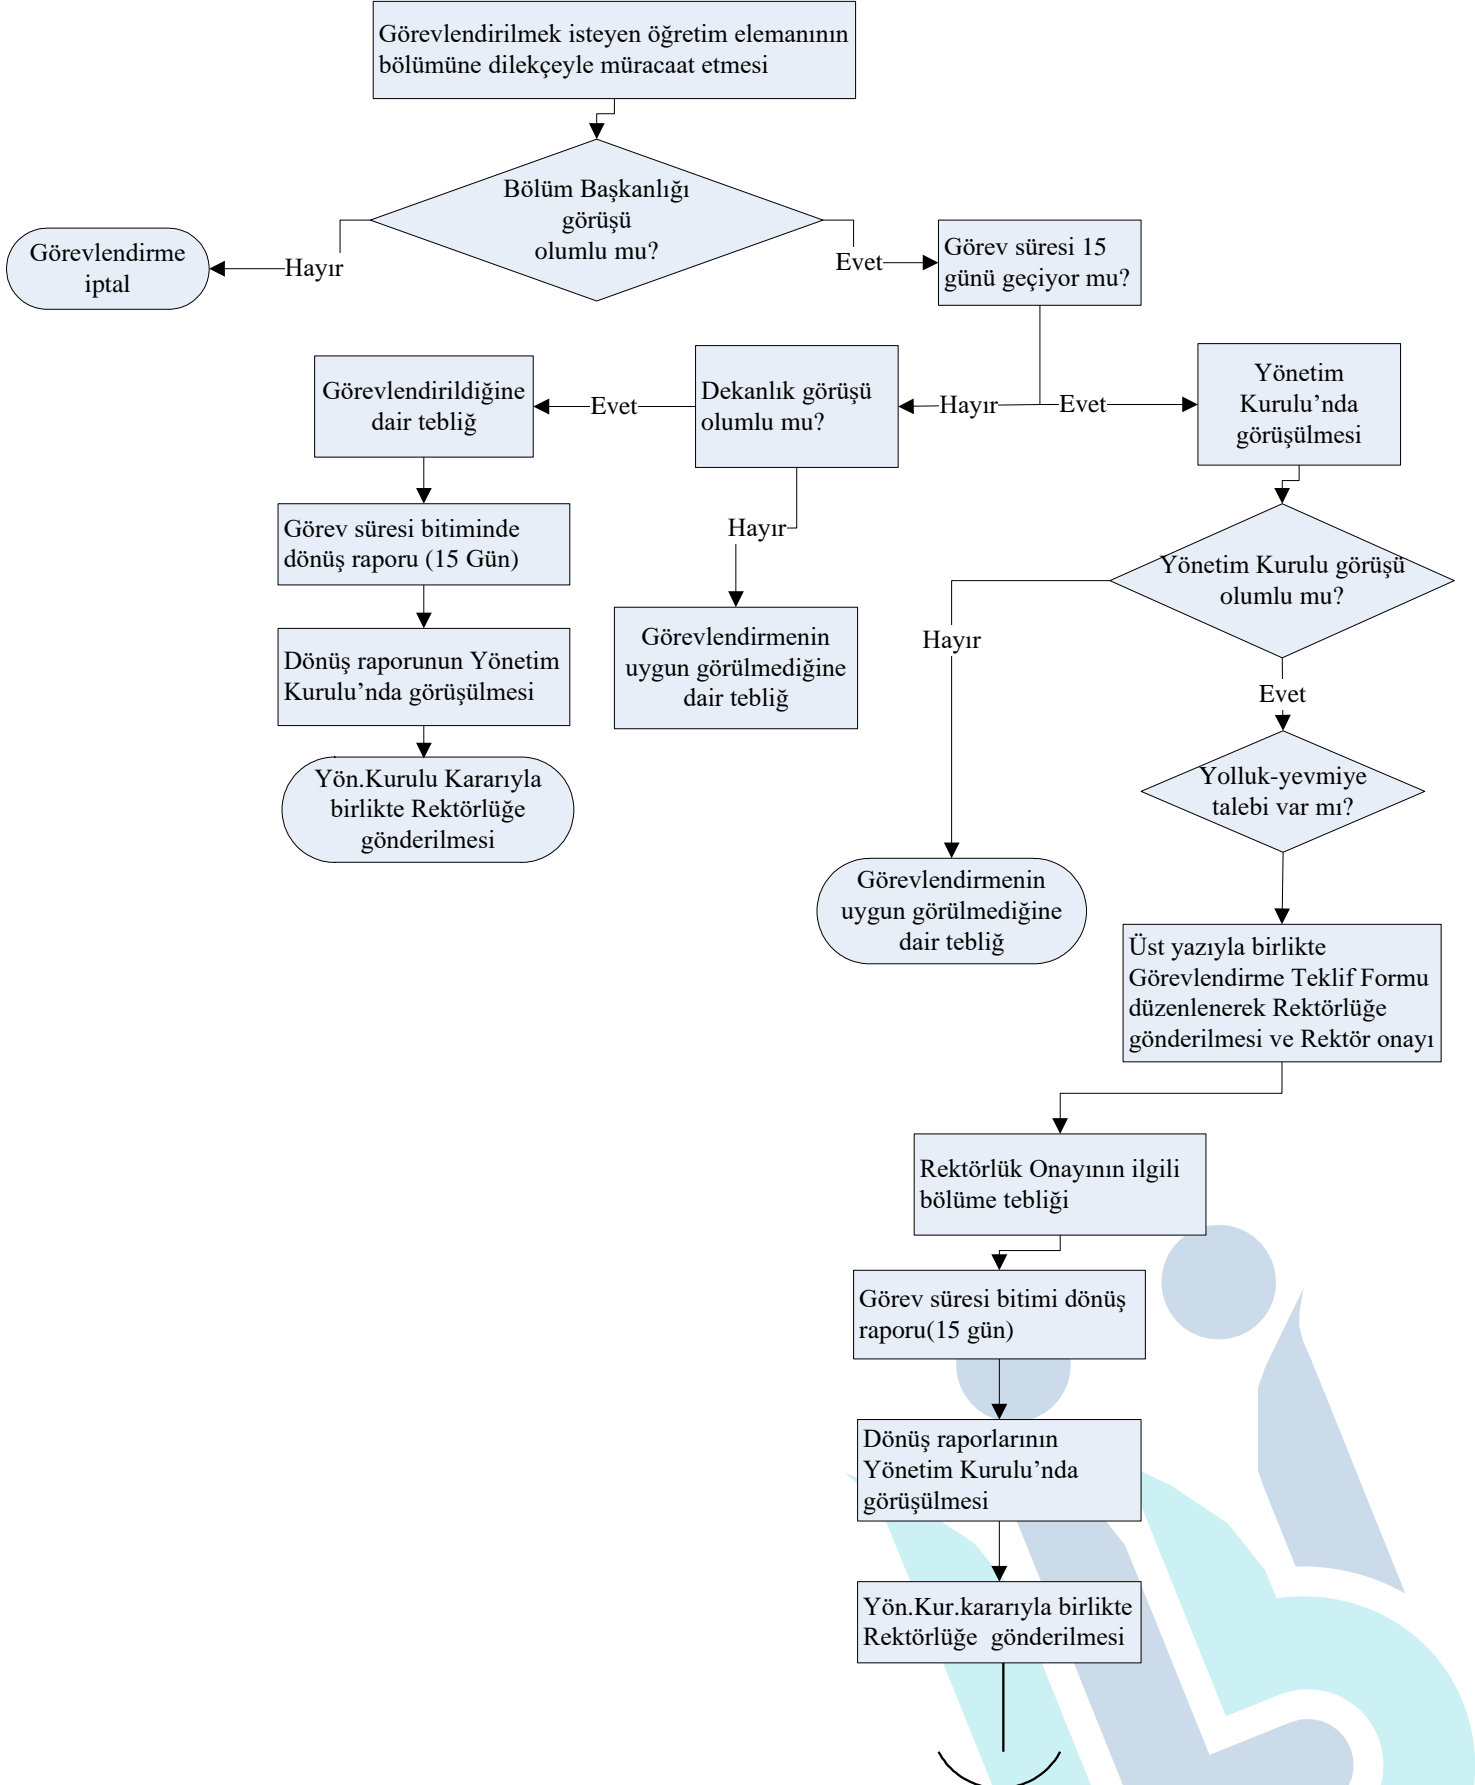 Görevlendirilmek isteyen öğretim elemanının
bölümüne dilekçeyle müracaat etmesi
Bölüm Başkanlığı
görüşü
olumlu mu?
Görevlendirme
iptal
Hayır
Evet
Görev süresi 15
günü geçiyor mu?
Görevlendirildiğine
dair tebliğ
Evet
Dekanlık görüşü
olumlu mu?
Hayır
Evet
Yönetim
Kurulu’nda
görüşülmesi
Görev süresi bitiminde
dönüş raporu (15 Gün)
Hayır
Yönetim Kurulu görüşü
olumlu mu?
Dönüş raporunun Yönetim
Kurulu’nda görüşülmesi
Görevlendirmenin
uygun görülmediğine
dair tebliğ
Hayır
Evet
Yön.Kurulu Kararıyla
birlikte Rektörlüğe
gönderilmesi
Yolluk-yevmiye
talebi var mı?
Görevlendirmenin
uygun görülmediğine
dair tebliğ
Üst yazıyla birlikte
Görevlendirme Teklif Formu
düzenlenerek Rektörlüğe
gönderilmesi ve Rektör onayı
Rektörlük Onayının ilgili
bölüme tebliği
Görev süresi bitimi dönüş
raporu(15 gün)
Dönüş raporlarının
Yönetim Kurulu’nda
görüşülmesi
Yön.Kur.kararıyla birlikte
Rektörlüğe  gönderilmesi